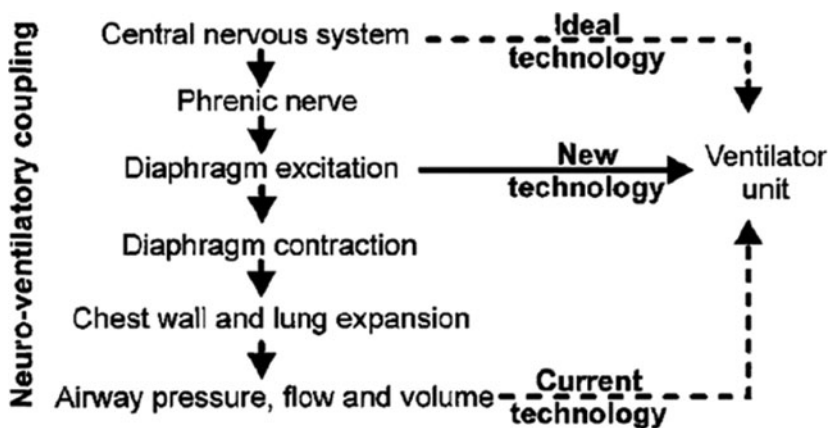 Neuro-ventilatory coupling
Central nervous system
Ideal
technology
Phrenic nerve
Diaphragm excitation
New
technology
Ventilator
unit
Diaphragm contraction
Chest wall and lung expansion
Airway pressure, flow and volume
Current
technology